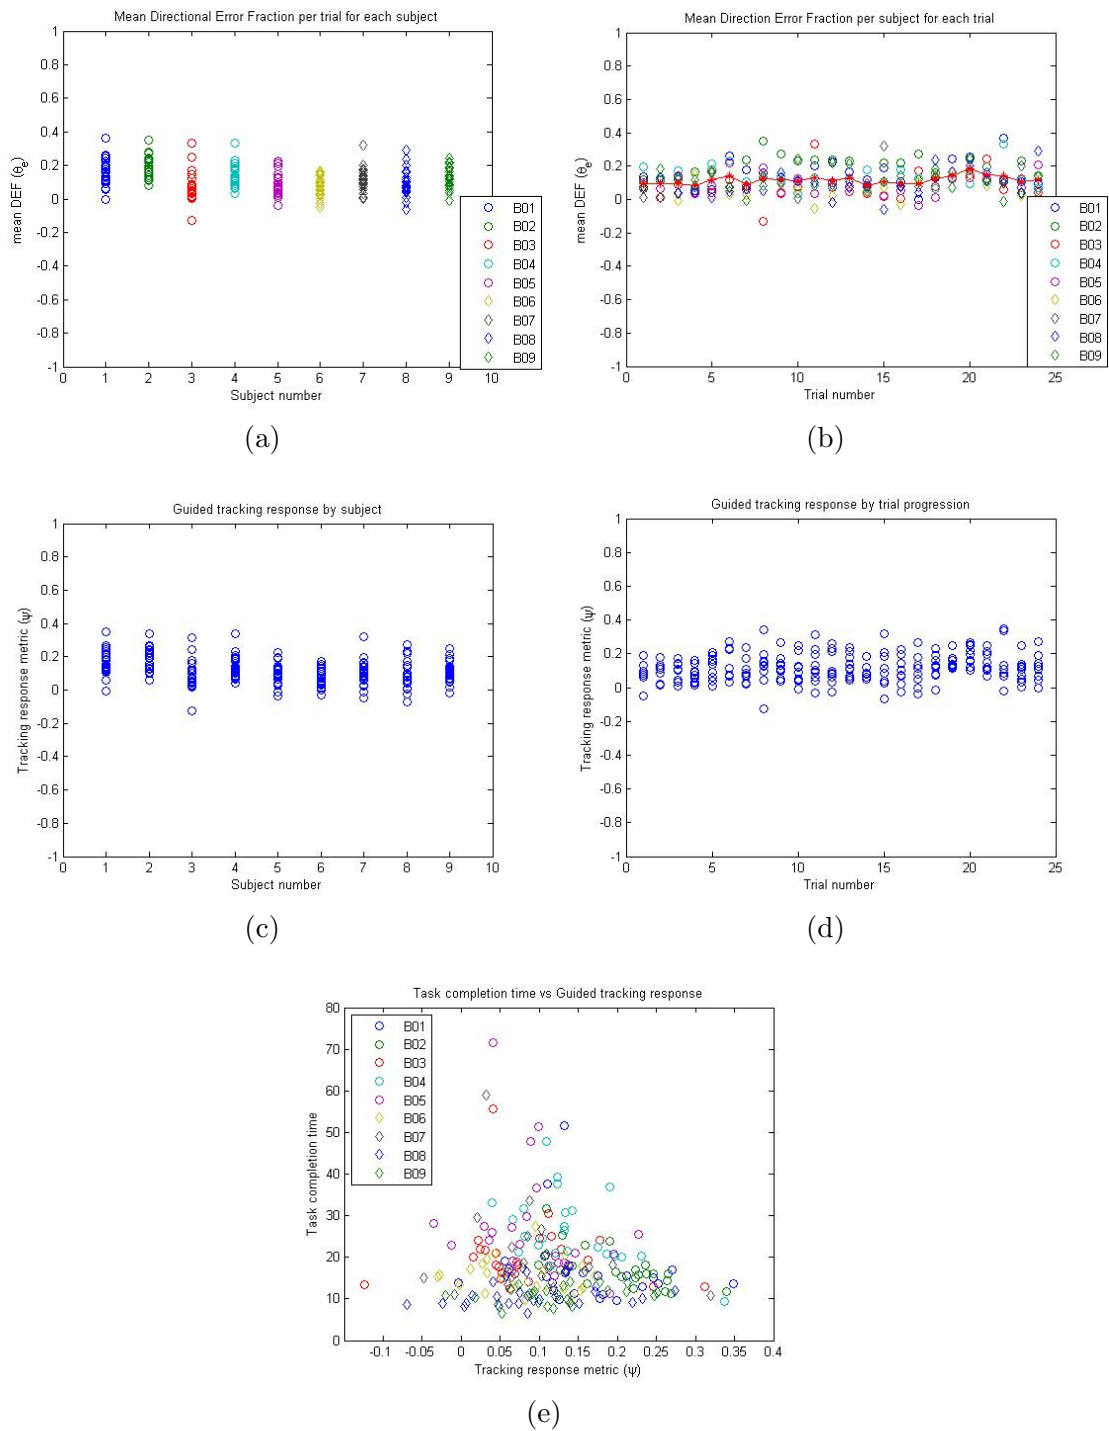 Mean Directional Error Fraction per trial for each subject
mean DEF (θe)
1
0.8
0.6
0.4
0.2
0
-0.2
-0.4
-0.6
-0.8
-1
0 1 2 3 4 5 6 7 8 9 10
Subject number
B01
B02
B03
B04
B05
B06
B07
B08
B09
(a)
Mean Direction Error Fraction per subject for each trial
mean DEF (θe)
1
0.8
0.6
0.4
0.2
0
-0.2
-0.4
-0.6
-0.8
-1
0 5 10 15 20 25
Trial number
B01
B02
B03
B04
B05
B06
B07
B08
B09
(b)
Guided tracking response by subject
Tracking response metric (ψ)
1
0.8
0.6
0.4
0.2
0
-0.2
-0.4
-0.6
-0.8
-1
0 1 2 3 4 5 6 7 8 9 10
Subject number
(c)
Guided tracking response by trial progression
Tracking response metric (ψ)
1
0.8
0.6
0.4
0.2
0
-0.2
-0.4
-0.6
-0.8
-1
0 5 10 15 20 25
Trial number
(d)
Task completion time vs Guided tracking response
Task completion time
80
70
60
50
40
30
20
10
0
-0.1 -0.05 0 0.05 0.1 0.15 0.2 0.25 0.3 0.35 0.4
Tracking response metric (ψ)
B01
B02
B03
B04
B05
B06
B07
B08
B09
(e)